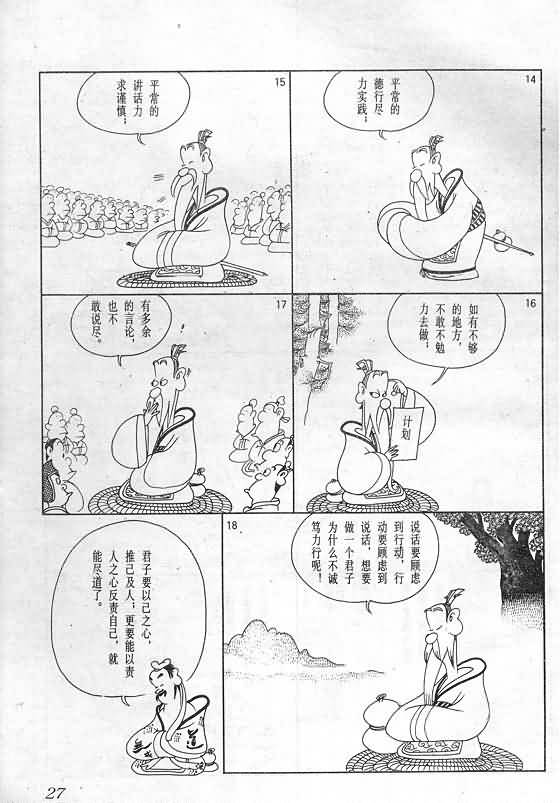 14
平常的
德行尽
力实践；
15
平常的
讲话力
求谨慎；
16
如有不够
的地方，
不敢不勉
力去做；
计划
17
有多余
的言论，
也不
敢说尽。
18
说话要顾虑
到行动，行
动要顾虑到
说话，想要
做一个君子
为什么不诚
笃力行呢！
君子要以己之心，
推己及人；更要能以责
人之心反责自己，就
能尽道了。
27